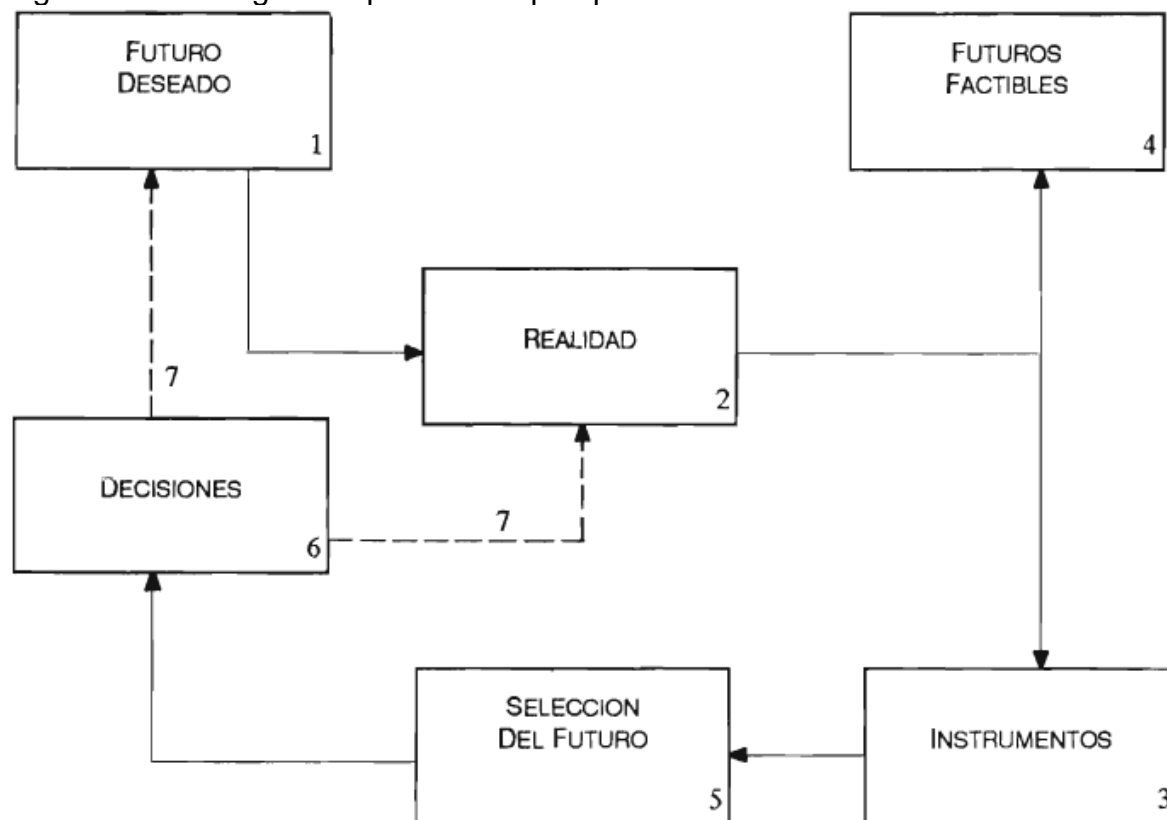 FUTURO
DESEADO
1
FUTUROS
FACTIBLES
4
REALIDAD
2
7
DECISIONES
6
7
SELECCION
DEL FUTURO
5
INSTRUMENTOS
3